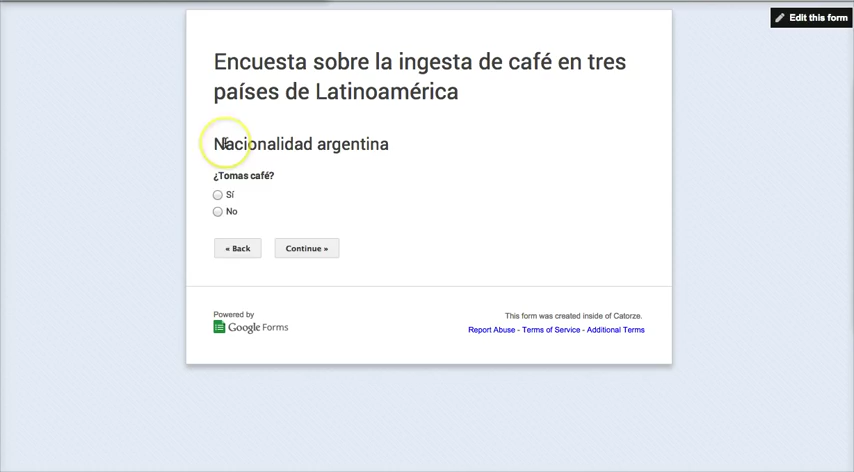 Edit this form
Encuesta sobre la ingesta de café en tres
países de Latinoamérica
Nacionalidad argentina
¿Tomas café?
Sí
No
« Back
Continue »
Powered by
Google Forms
This form was created inside of Catorze.
Report Abuse - Terms of Service - Additional Terms